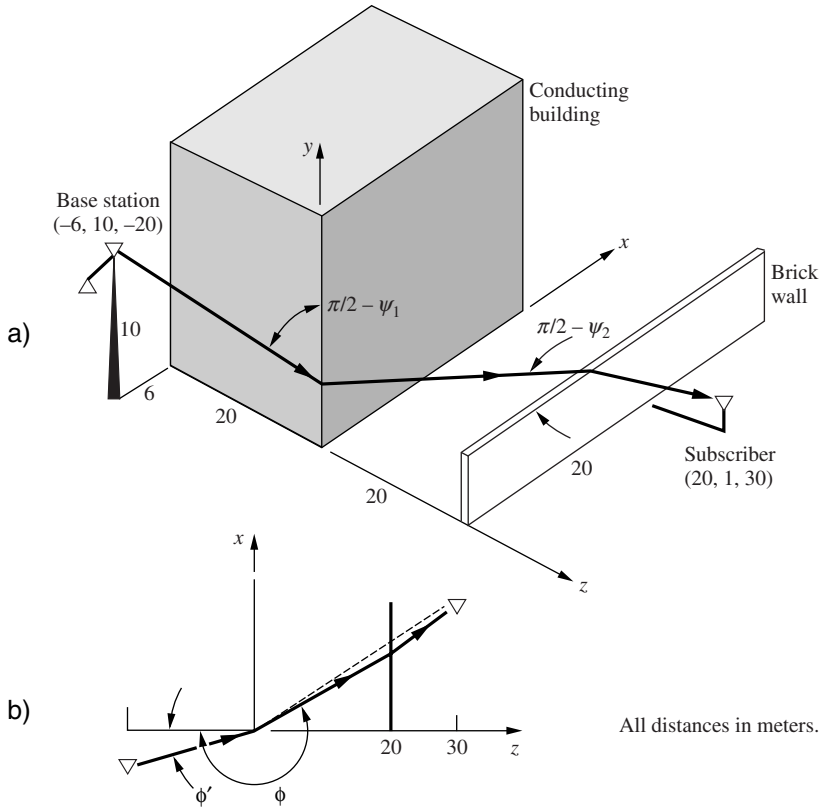 Conducting
building
y
Base station
(–6, 10, –20)
x
Brick
wall
π/2 – ψ₁
π/2 – ψ₂
a)
10
6
20
20
Subscriber
(20, 1, 30)
20
z
x
b)
20
30
z
All distances in meters.
ϕ′
ϕ